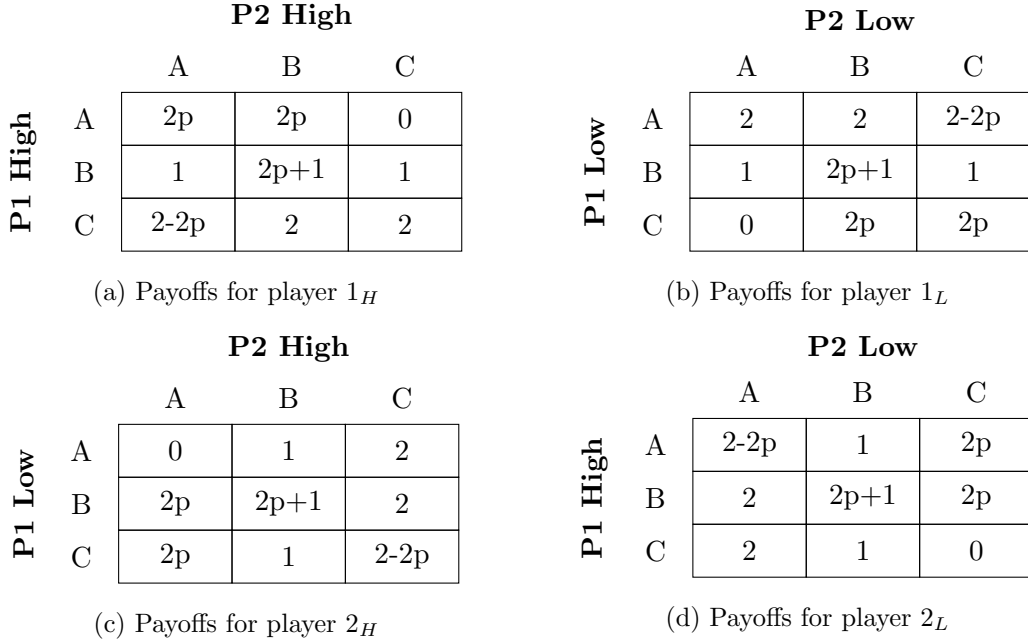 P2 High
P2 Low
A B C
A B C
P1 High
A 2p 2p 0
B 1 2p+1 1
C 2-2p 2 2
P1 Low
A 2 2 2-2p
B 1 2p+1 1
C 0 2p 2p
(a) Payoffs for player 1_H
(b) Payoffs for player 1_L
P2 High
P2 Low
A B C
A B C
P1 Low
A 0 1 2
B 2p 2p+1 2
C 2p 1 2-2p
P1 High
A 2-2p 1 2p
B 2 2p+1 2p
C 2 1 0
(c) Payoffs for player 2_H
(d) Payoffs for player 2_L